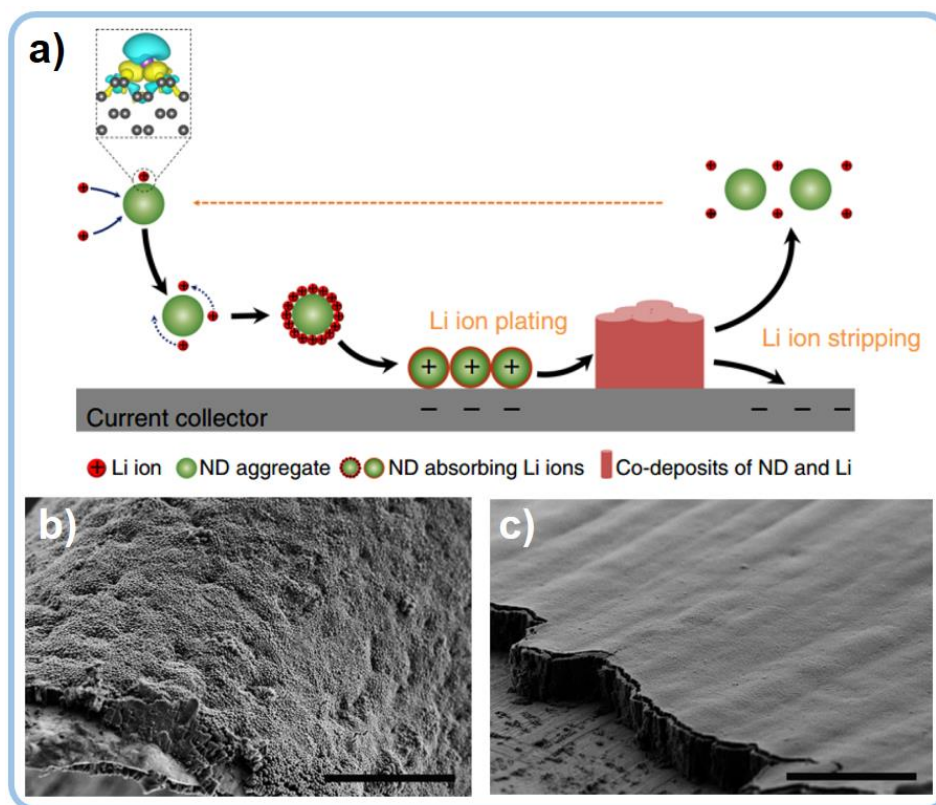 a)
Li ion plating
Li ion stripping
Current collector
Li ion
ND aggregate
ND absorbing Li ions
Co-deposits of ND and Li
b)
c)